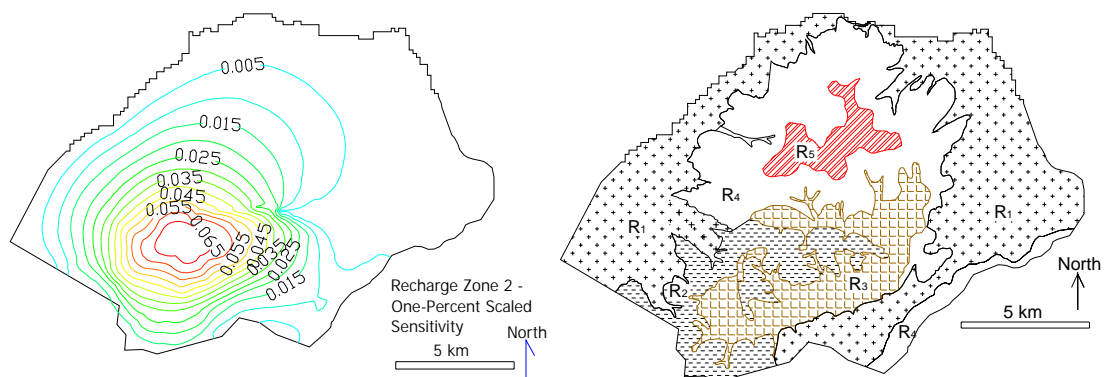 0.005
0.015
0.025
0.035
0.045
0.055
0.065
0.055
0.045
0.035
0.025
0.015
Recharge Zone 2 -
One-Percent Scaled
Sensitivity
North
5 km
R5
R4
R1
R1
R2
R3
R4
North
5 km